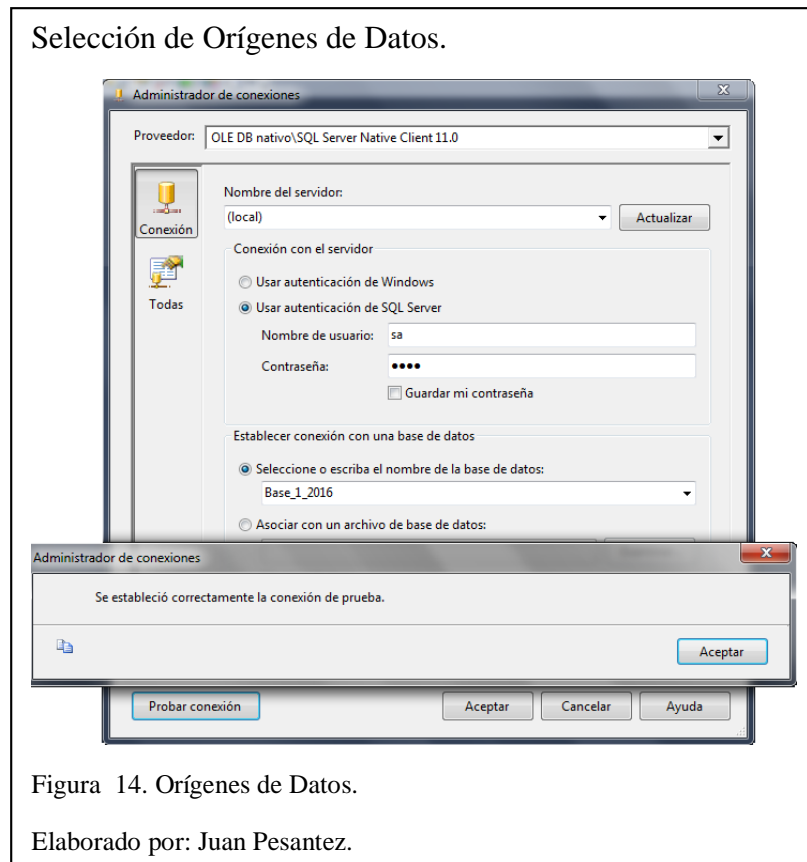 Selección de Orígenes de Datos.
Administrador de conexiones
Proveedor: OLE DB nativo\SQL Server Native Client 11.0
Conexión
Todas
Nombre del servidor:
(local) Actualizar
Conexión con el servidor
Usar autenticación de Windows
Usar autenticación de SQL Server
Nombre de usuario: sa
Contraseña: ●●●●
Guardar mi contraseña
Establecer conexión con una base de datos
Seleccione o escriba el nombre de la base de datos:
Base_1_2016
Asociar con un archivo de base de datos:
Administrador de conexiones
Se estableció correctamente la conexión de prueba.
Aceptar
Probar conexión Aceptar Cancelar Ayuda
Figura 14. Orígenes de Datos.
Elaborado por: Juan Pesantez.